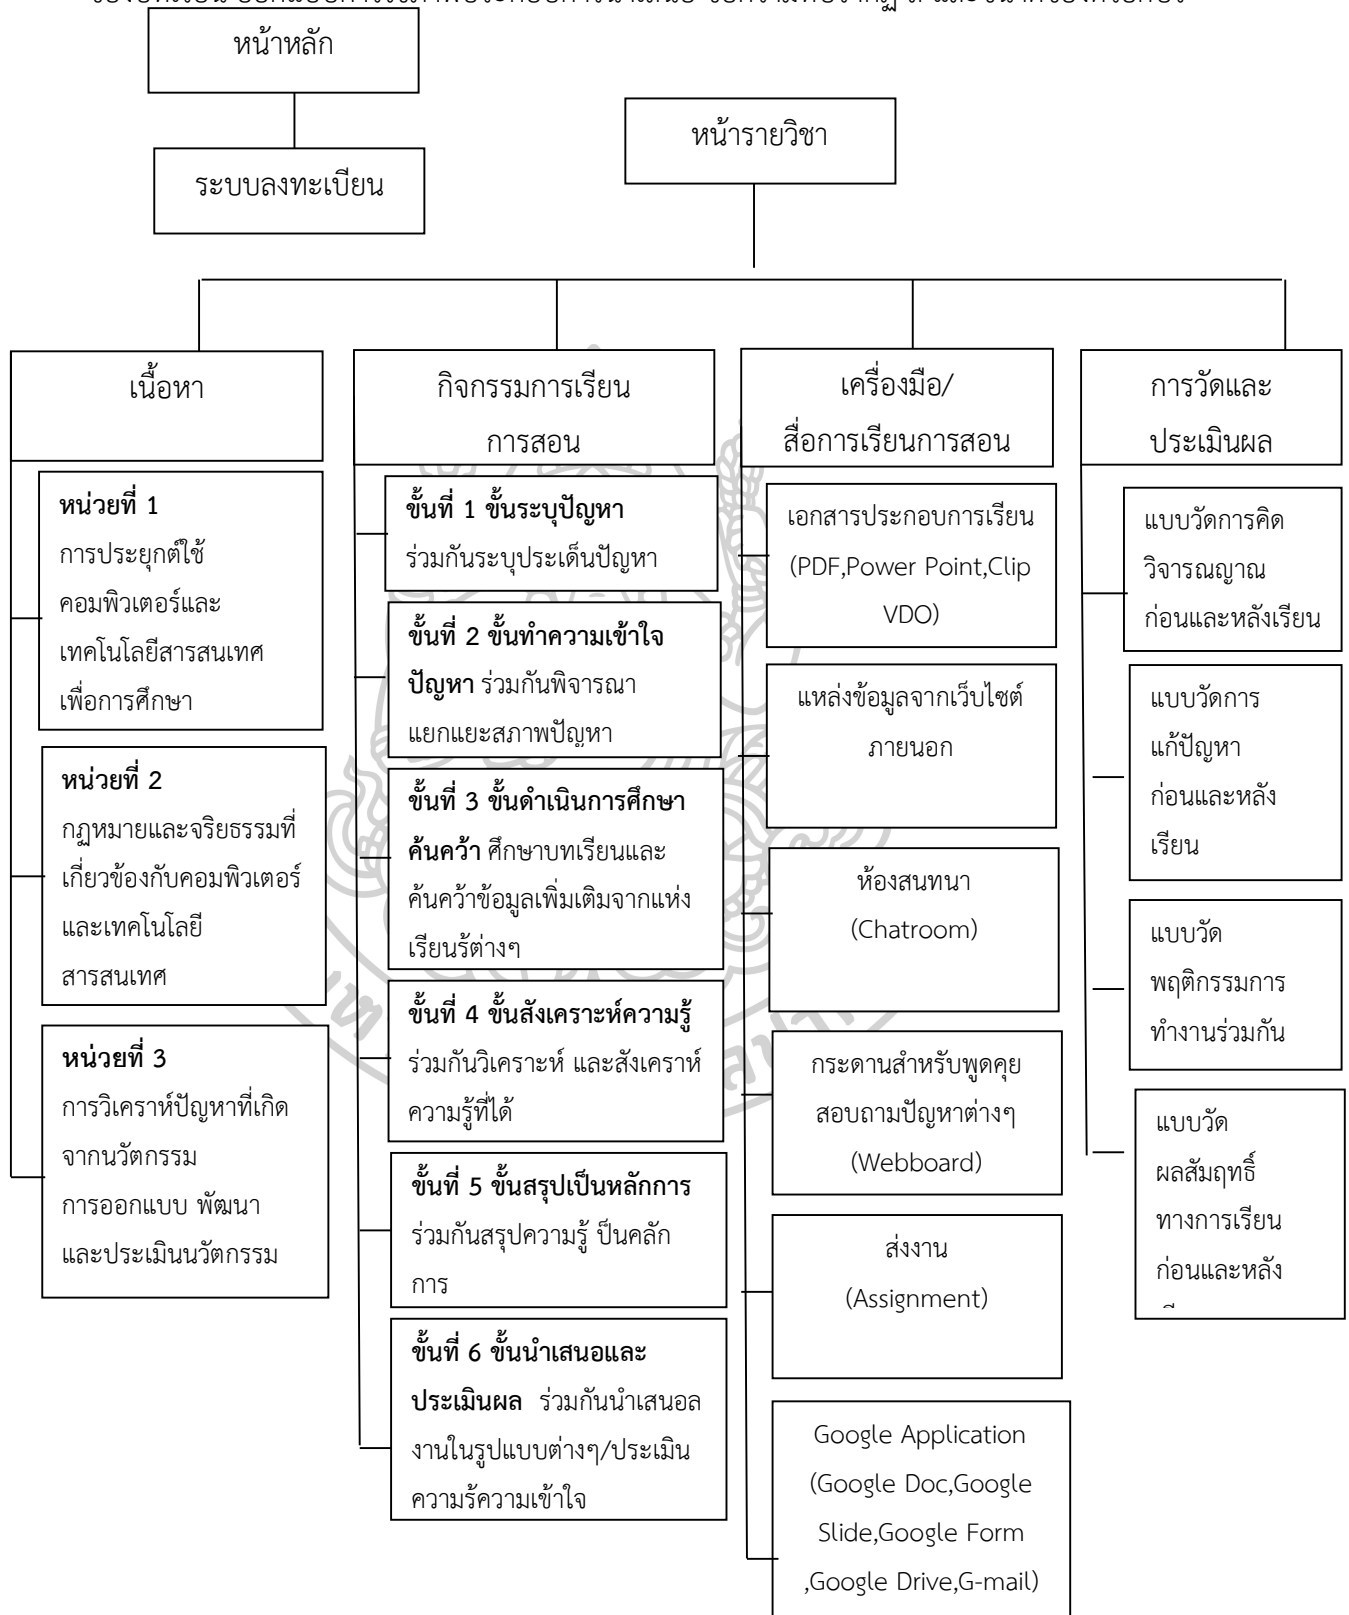 หน้าหลัก
ระบบลงทะเบียน
หน้ารายวิชา
เนื้อหา
หน่วยที่ 1
การประยุกต์ใช้
คอมพิวเตอร์และ
เทคโนโลยีสารสนเทศ
เพื่อการศึกษา
หน่วยที่ 2
กฏหมายและจริยธรรมที่
เกี่ยวข้องกับคอมพิวเตอร์
และเทคโนโลยี
สารสนเทศ
หน่วยที่ 3
การวิเคราห์ปัญหาที่เกิด
จากนวัตกรรม
การออกแบบ พัฒนา
และประเมินนวัตกรรม
กิจกรรมการเรียน
การสอน
ขั้นที่ 1 ขั้นระบุปัญหา
ร่วมกันระบุประเด็นปัญหา
ขั้นที่ 2 ขั้นทำความเข้าใจ
ปัญหา ร่วมกันพิจารณา
แยกแยะสภาพปัญหา
ขั้นที่ 3 ขั้นดำเนินการศึกษา
ค้นคว้า ศึกษาบทเรียนและ
ค้นคว้าข้อมูลเพิ่มเติมจากแห่ง
เรียนรู้ต่างๆ
ขั้นที่ 4 ขั้นสังเคราะห์ความรู้
ร่วมกันวิเคราะห์ และสังเคราห์
ความรู้ที่ได้
ขั้นที่ 5 ขั้นสรุปเป็นหลักการ
ร่วมกันสรุปความรู้ ป็นคลัก
การ
ขั้นที่ 6 ขั้นนำเสนอและ
ประเมินผล ร่วมกันนำเสนอล
งานในรูปแบบต่างๆ/ประเมิน
ความรู้ความเข้าใจ
เครื่องมือ/
สื่อการเรียนการสอน
เอกสารประกอบการเรียน
(PDF,Power Point,Clip
VDO)
แหล่งข้อมูลจากเว็บไซต์
ภายนอก
ห้องสนทนา
(Chatroom)
กระดานสำหรับพูดคุย
สอบถามปัญหาต่างๆ
(Webboard)
ส่งงาน
(Assignment)
Google Application
(Google Doc,Google
Slide,Google Form
,Google Drive,G-mail)
การวัดและ
ประเมินผล
แบบวัดการคิด
วิจารณญาณ
ก่อนและหลังเรียน
แบบวัดการ
แก้ปัญหา
ก่อนและหลัง
เรียน
แบบวัด
พฤติกรรมการ
ทำงานร่วมกัน
แบบวัด
ผลสัมฤทธิ์
ทางการเรียน
ก่อนและหลัง